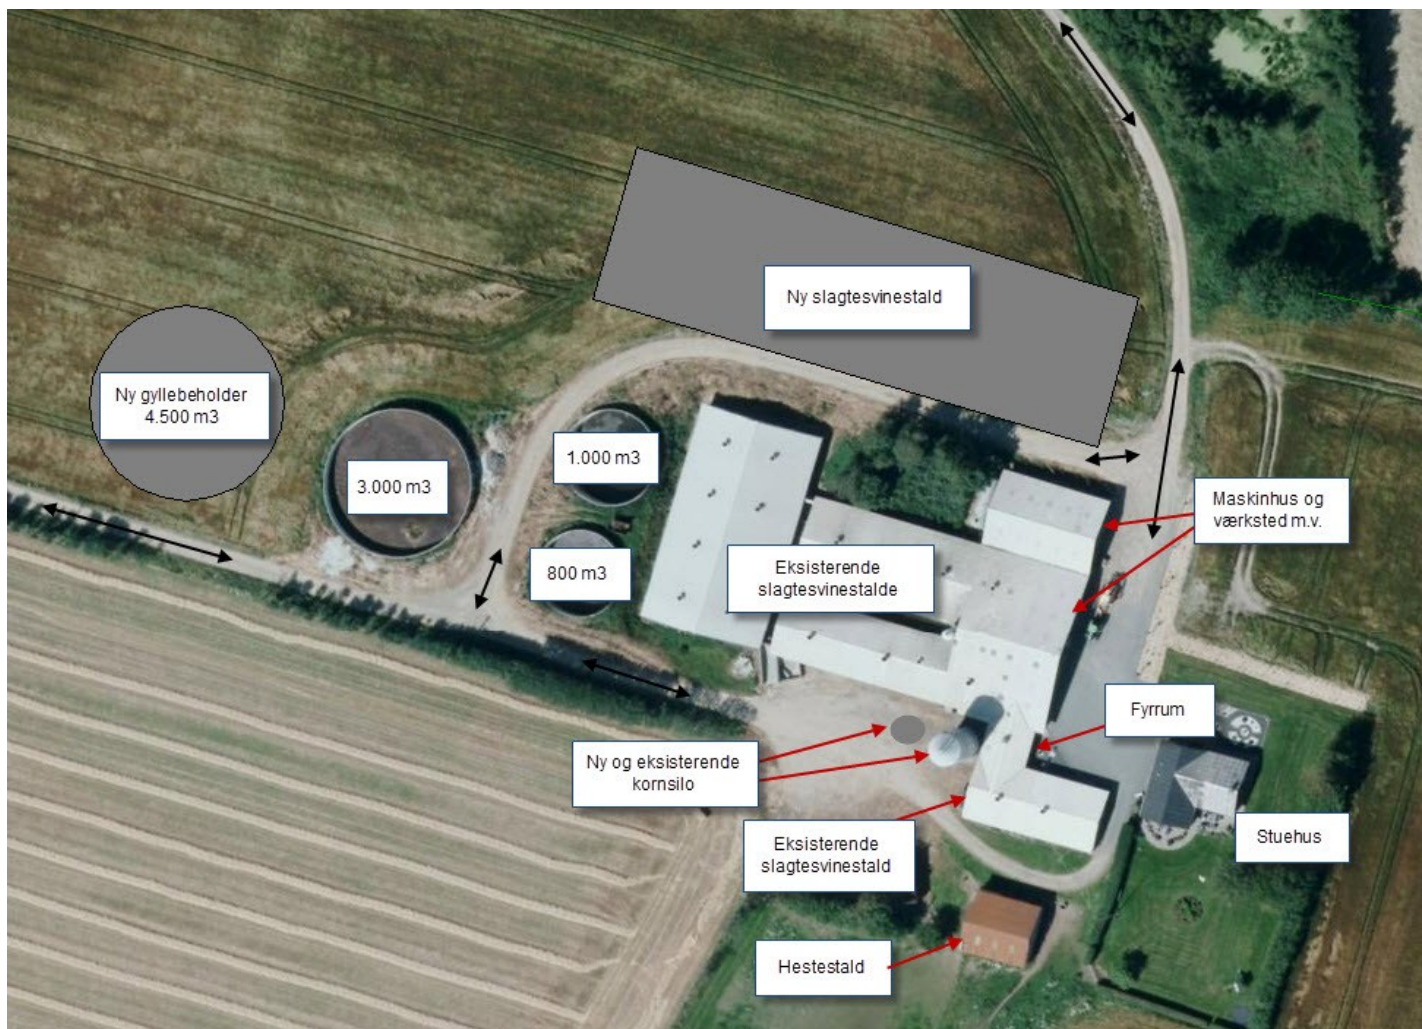 Ny slagtesvinestald
Ny gyllebeholder
4.500 m3
3.000 m3
1.000 m3
800 m3
Eksisterende
slagtesvinestalde
Maskinhus og
værksted m.v.
Fyrrum
Ny og eksisterende
kornsilo
Stuehus
Eksisterende
slagtesvinestald
Hestestald